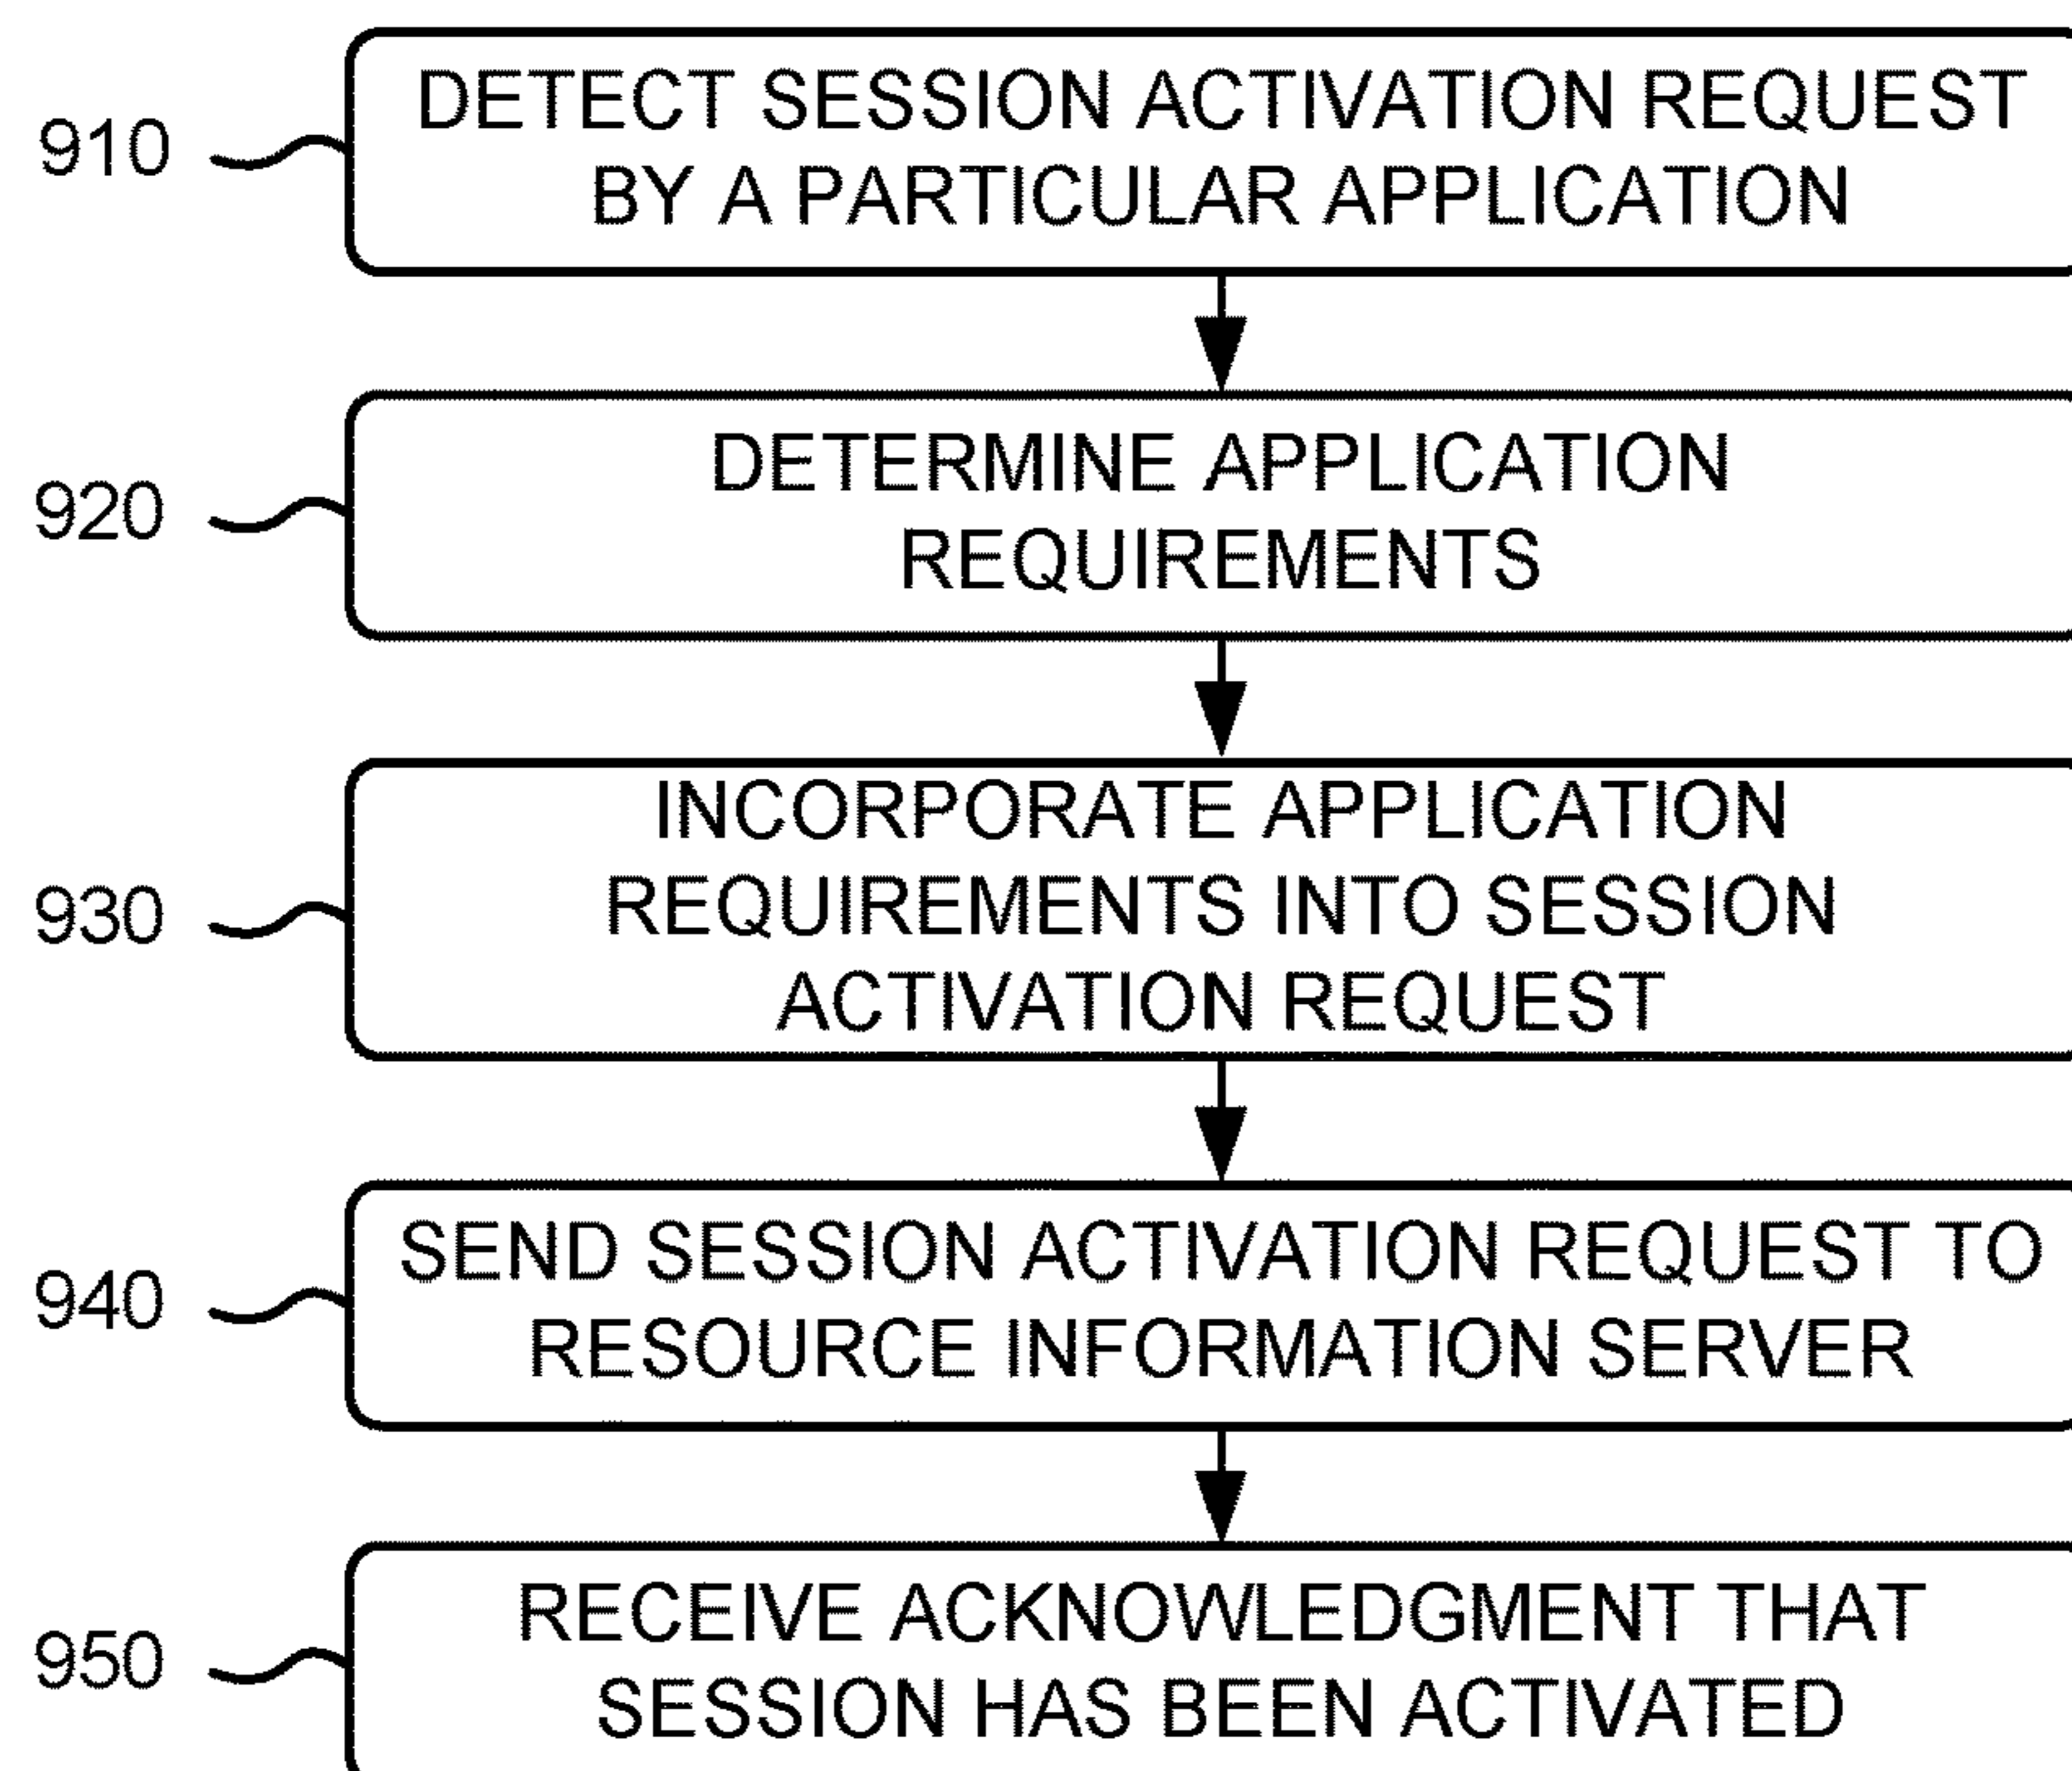 910
DETECT SESSION ACTIVATION REQUEST
BY A PARTICULAR APPLICATION
920
DETERMINE APPLICATION
REQUIREMENTS
930
INCORPORATE APPLICATION
REQUIREMENTS INTO SESSION
ACTIVATION REQUEST
940
SEND SESSION ACTIVATION REQUEST TO
RESOURCE INFORMATION SERVER
950
RECEIVE ACKNOWLEDGMENT THAT
SESSION HAS BEEN ACTIVATED